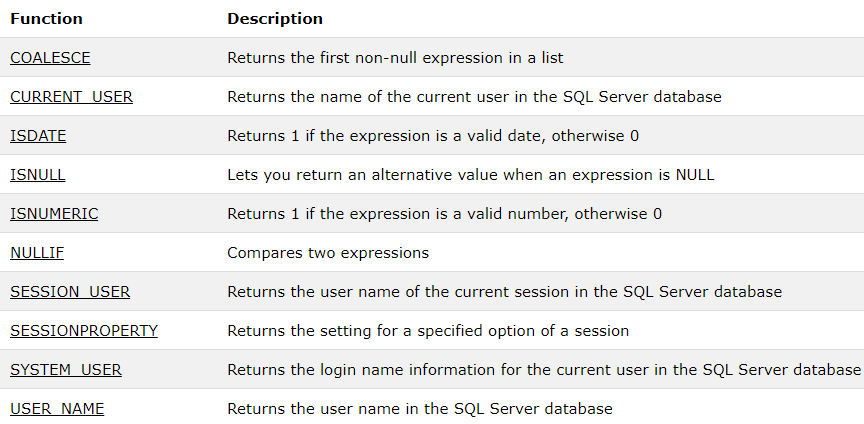 Function Description
COALESCE Returns the first non-null expression in a list
CURRENT_USER Returns the name of the current user in the SQL Server database
ISDATE Returns 1 if the expression is a valid date, otherwise 0
ISNULL Lets you return an alternative value when an expression is NULL
ISNUMERIC Returns 1 if the expression is a valid number, otherwise 0
NULLIF Compares two expressions
SESSION_USER Returns the user name of the current session in the SQL Server database
SESSIONPROPERTY Returns the setting for a specified option of a session
SYSTEM_USER Returns the login name information for the current user in the SQL Server database
USER_NAME Returns the user name in the SQL Server database